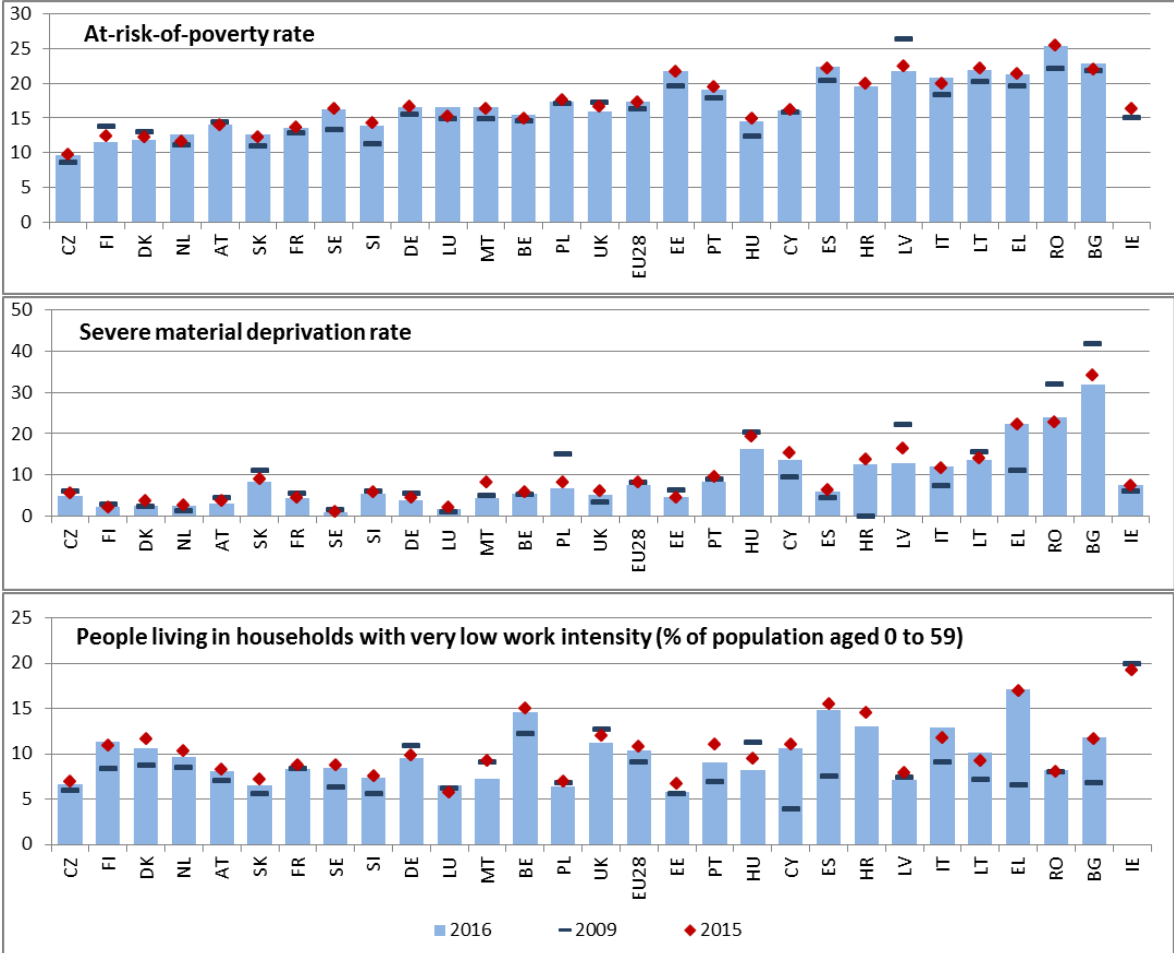 At-risk-of-poverty rate
30
25
20
15
10
5
0
CZ FI DK NL AT SK FR SE SI DE LU MT BE PL UK EU28 EE PT HU CY ES HR LV IT LT EL RO BG IE
Severe material deprivation rate
50
40
30
20
10
0
CZ FI DK NL AT SK FR SE SI DE LU MT BE PL UK EU28 EE PT HU CY ES HR LV IT LT EL RO BG IE
People living in households with very low work intensity (% of population aged 0 to 59)
25
20
15
10
5
0
CZ FI DK NL AT SK FR SE SI DE LU MT BE PL UK EU28 EE PT HU CY ES HR LV IT LT EL RO BG IE
2016 2009 2015